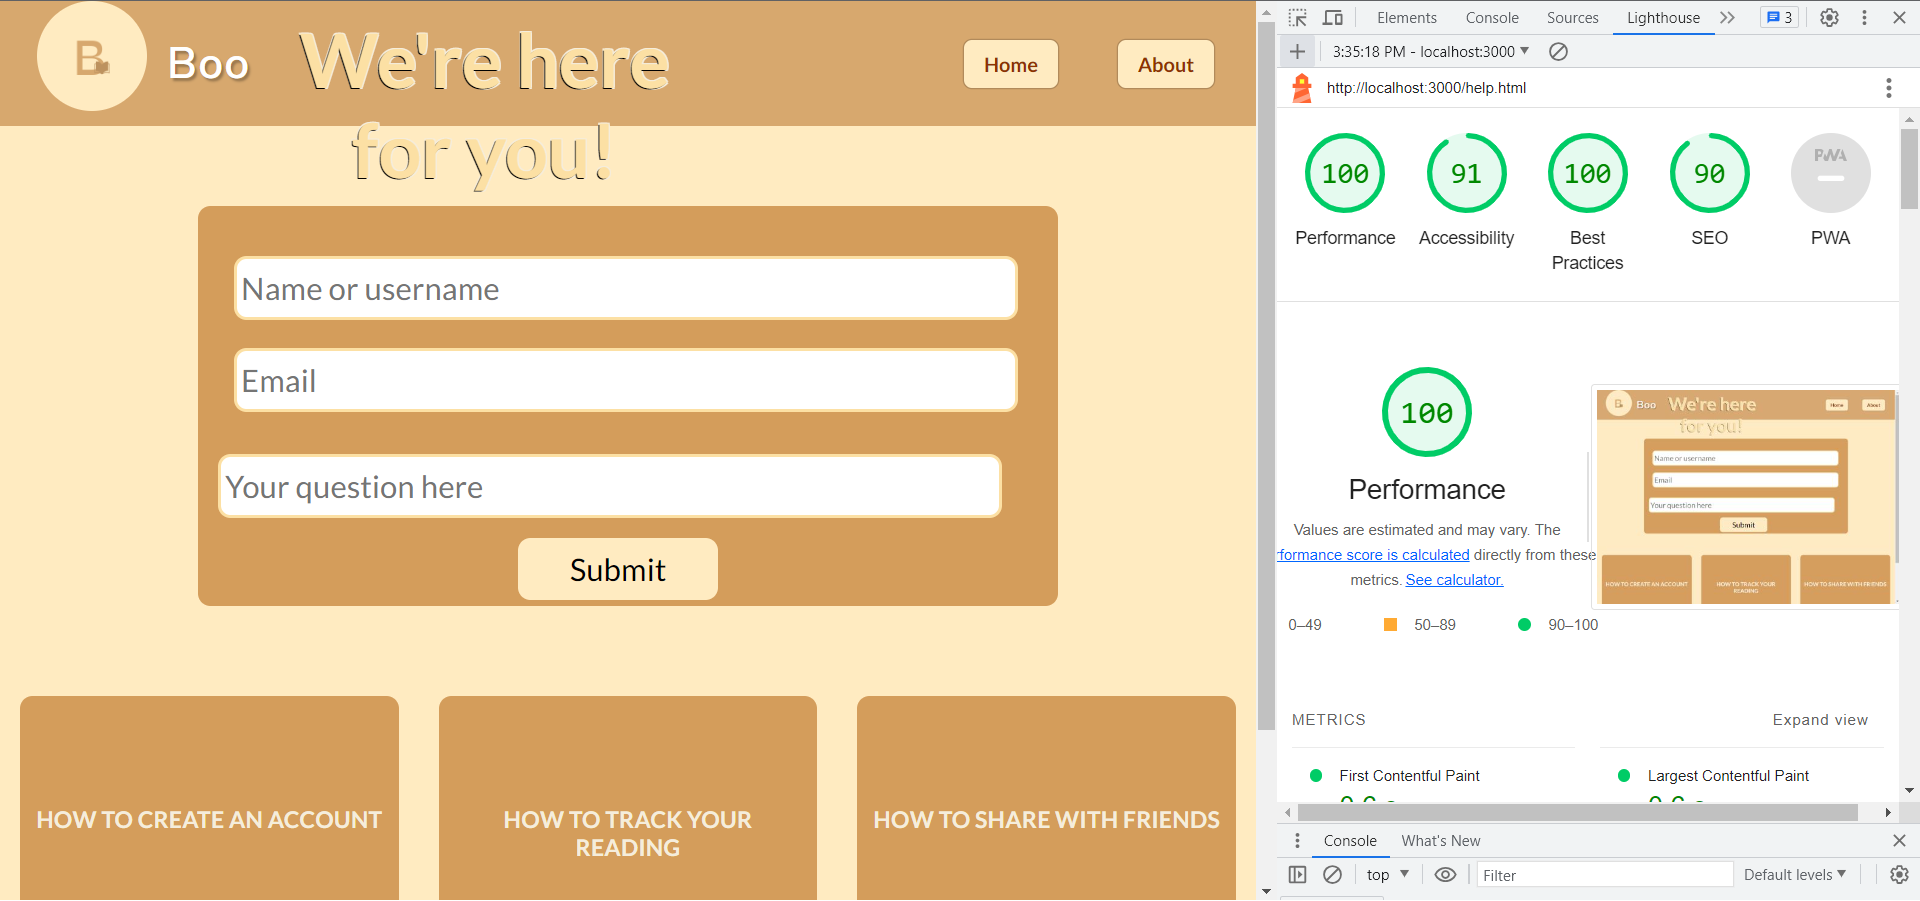 B
Boo
We're here
for you!
Home
About
Name or username
Email
Your question here
Submit
HOW TO CREATE AN ACCOUNT
HOW TO TRACK YOUR
READING
HOW TO SHARE WITH FRIENDS
Elements
Console
Sources
Lighthouse
3
3:35:18 PM - localhost:3000
http://localhost:3000/help.html
100
91
100
90
PWA
Performance
Accessibility
Best
Practices
SEO
PWA
100
Performance
Values are estimated and may vary. The
rformance score is calculated directly from these
metrics. See calculator.
0–49
50–89
90–100
B
Boo
We're here
for you!
Home
About
Name or username
Email
Your question here
Submit
HOW TO CREATE AN ACCOUNT
HOW TO TRACK YOUR
READING
HOW TO SHARE WITH FRIENDS
METRICS
Expand view
First Contentful Paint
Largest Contentful Paint
Console
What's New
top
Filter
Default levels